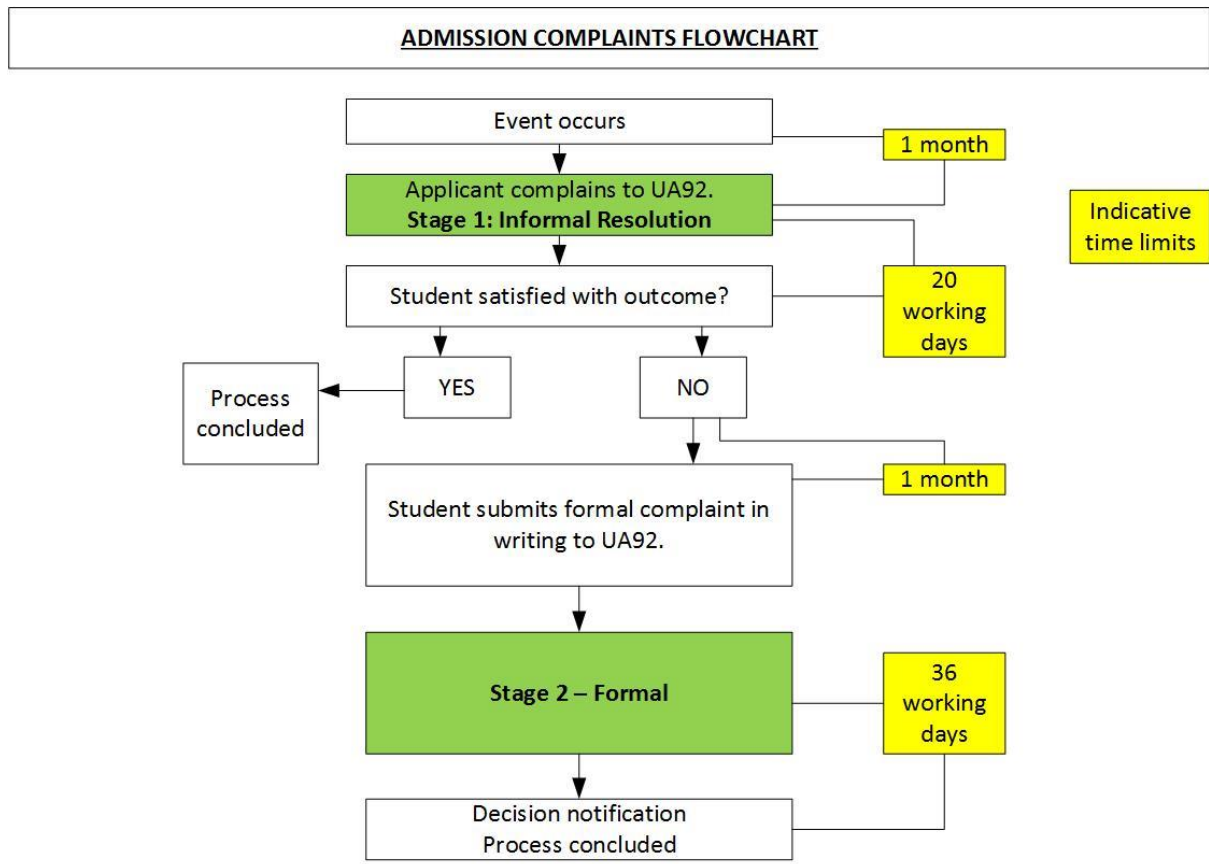 ADMISSION COMPLAINTS FLOWCHART
Event occurs
1 month
Applicant complains to UA92.
Stage 1: Informal Resolution
Indicative
time limits
Student satisfied with outcome?
20
working
days
Process
concluded
YES
NO
1 month
Student submits formal complaint in
writing to UA92.
Stage 2 – Formal
36
working
days
Decision notification
Process concluded